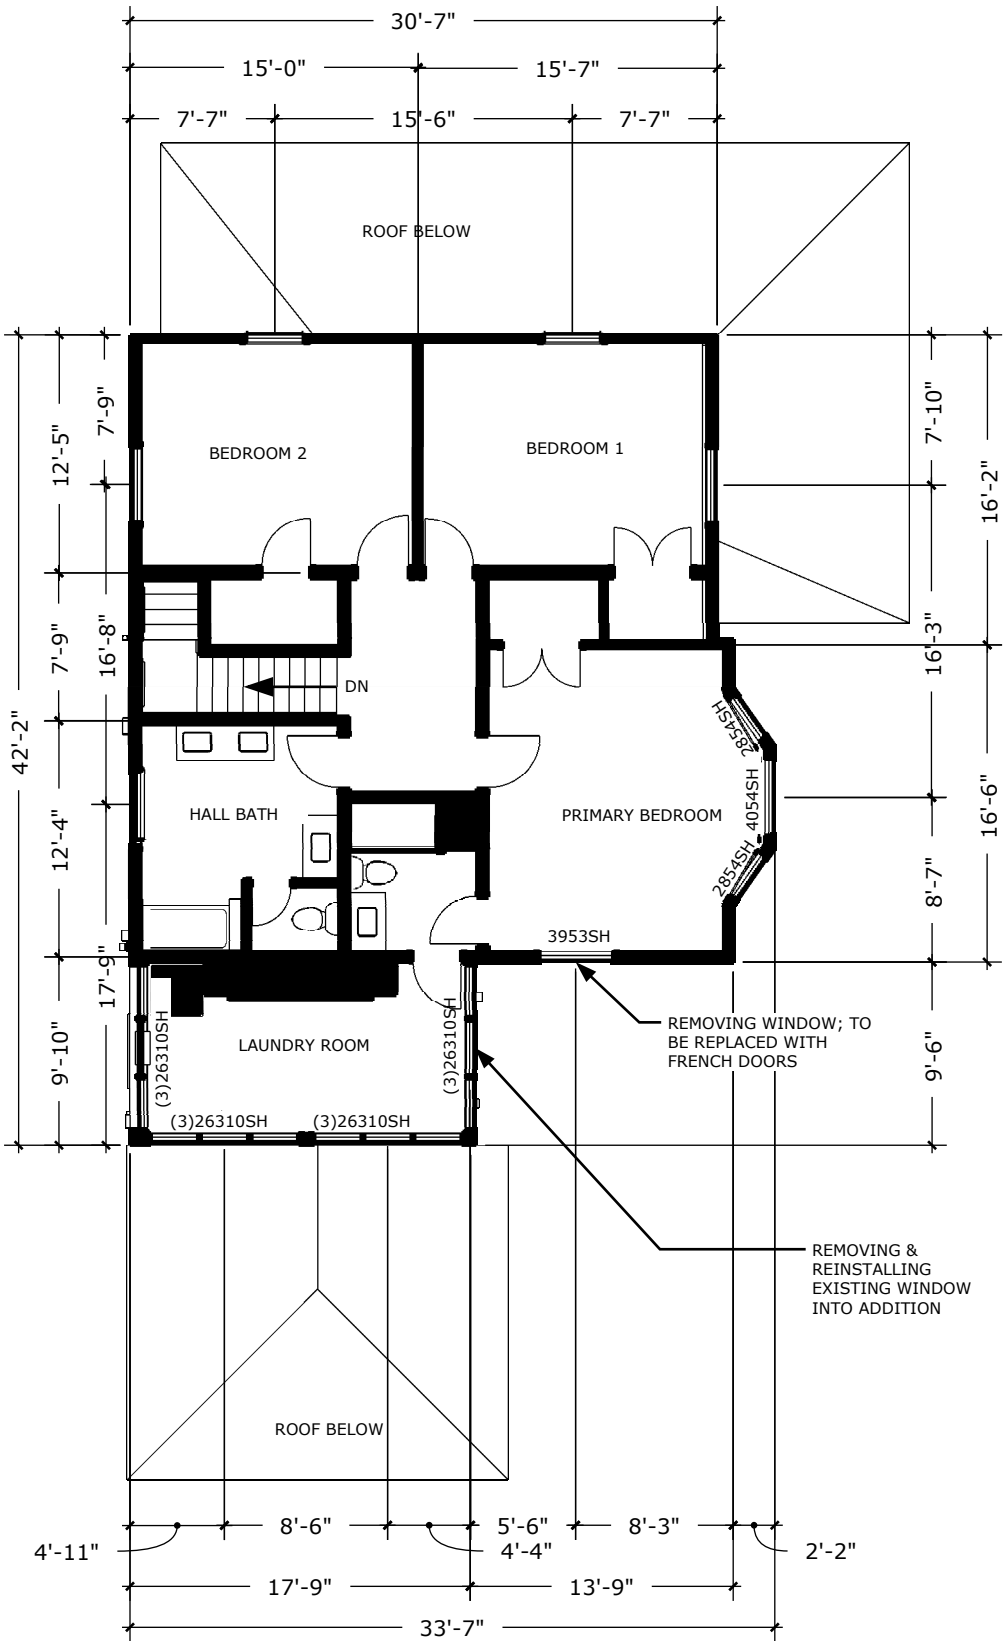 30'-7"
15'-0"
15'-7"
7'-7"
15'-6"
7'-7"
ROOF BELOW
7'-9"
12'-5"
7'-10"
16'-2"
BEDROOM 2
BEDROOM 1
7'-9"
16'-8"
42'-2"
16'-3"
DN
2854SH
4054SH
2854SH
16'-6"
HALL BATH
PRIMARY BEDROOM
12'-4"
8'-7"
3953SH
17'-9"
9'-10"
(3)26310SH
LAUNDRY ROOM
(3)26310SH
REMOVING WINDOW; TO
BE REPLACED WITH
FRENCH DOORS
9'-6"
(3)26310SH
(3)26310SH
REMOVING &
REINSTALLING
EXISTING WINDOW
INTO ADDITION
ROOF BELOW
4'-11"
8'-6"
4'-4"
5'-6"
8'-3"
2'-2"
17'-9"
13'-9"
33'-7"